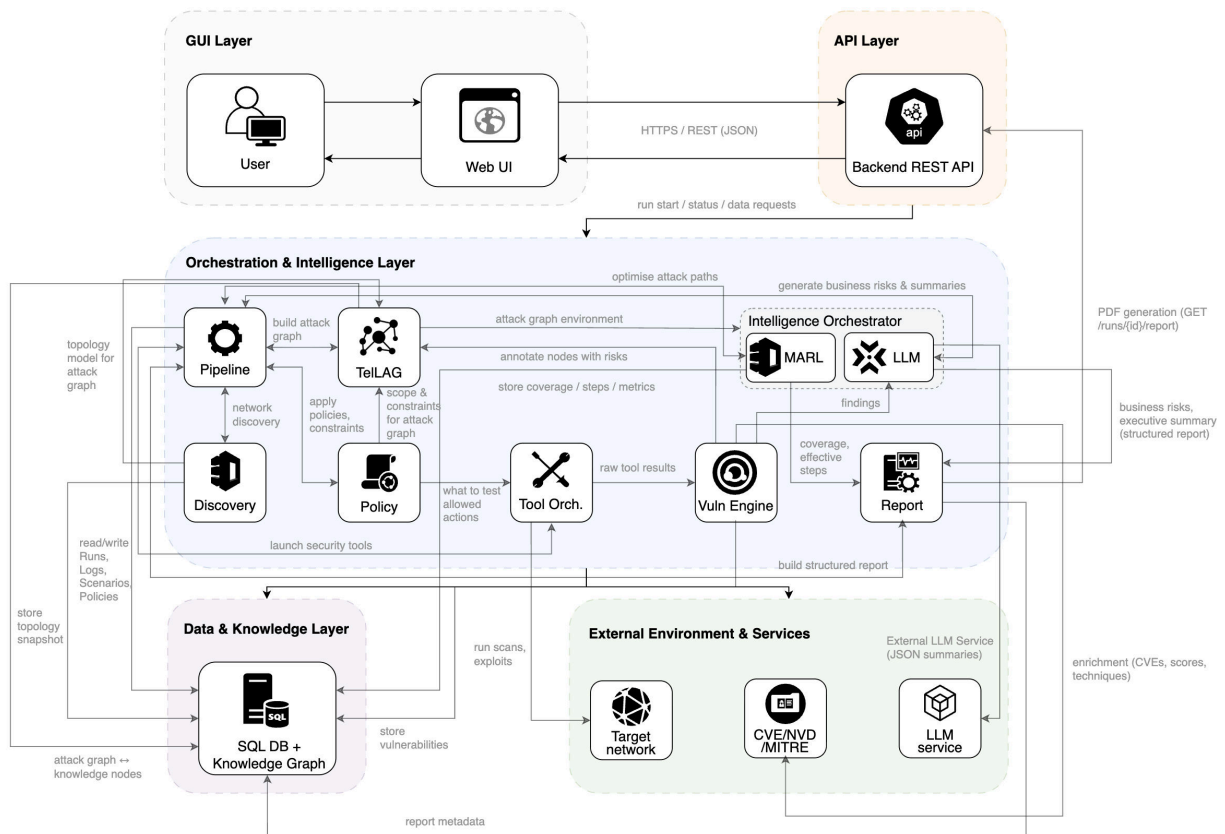 GUI Layer
API Layer
User
Web UI
HTTPS / REST (JSON)
api
Backend REST API
run start / status / data requests
Orchestration & Intelligence Layer
optimise attack paths
generate business risks & summaries
PDF generation (GET
/runs/{id}/report)
topology
model for
attack
graph
Pipeline
build attack
graph
TelLAG
attack graph environment
annotate nodes with risks
store coverage / steps / metrics
Intelligence Orchestrator
MARL
LLM
network
discovery
apply
policies,
constraints
scope &
constraints
for attack
graph
findings
business risks,
executive summary
(structured report)
Discovery
Policy
what to test
allowed
actions
Tool Orch.
raw tool results
Vuln Engine
coverage,
effective
steps
Report
launch security tools
build structured report
read/write
Runs,
Logs,
Scenarios,
Policies
store
topology
snapshot
Data & Knowledge Layer
SQL
SQL DB +
Knowledge Graph
attack graph ↔
knowledge nodes
store
vulnerabilities
run scans,
exploits
External Environment & Services
External LLM Service
(JSON summaries)
enrichment (CVEs, scores,
techniques)
Target
network
CVE/NVD
/MITRE
LLM
service
report metadata